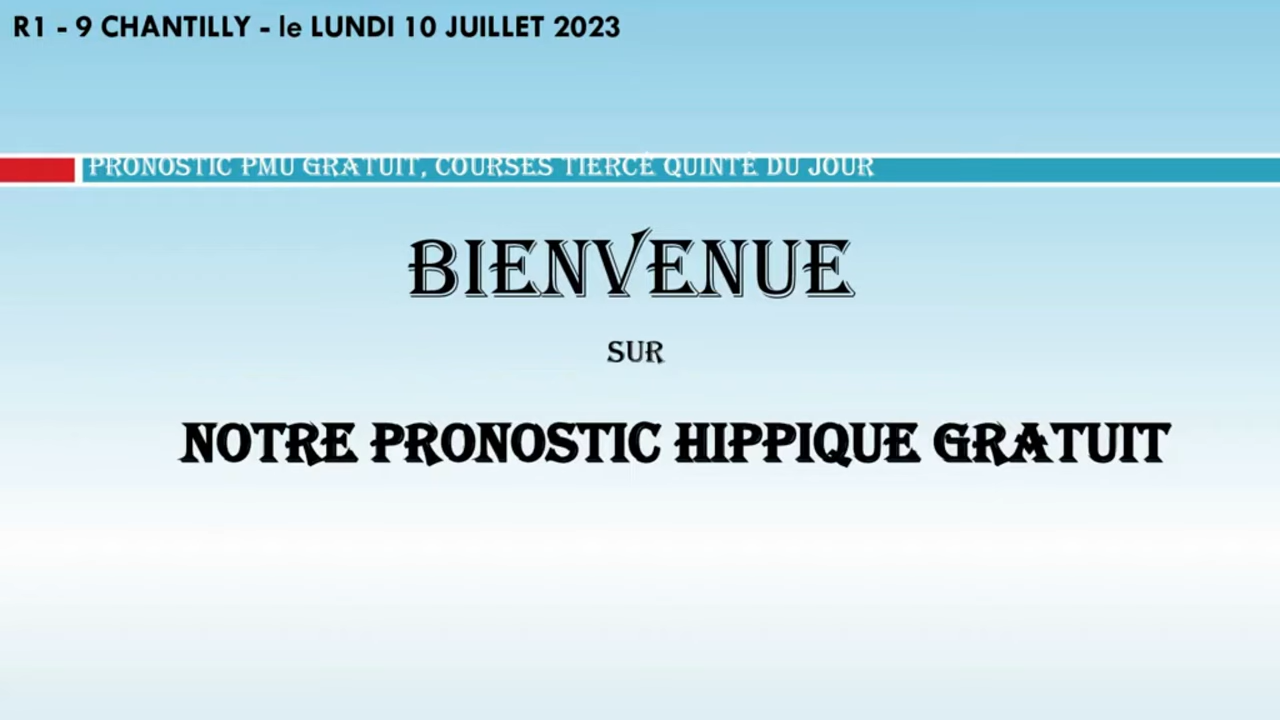 R1 - 9 CHANTILLY - le LUNDI 10 JUILLET 2023
PRONOSTIC PMU GRATUIT, COURSES TIERCÉ QUINTÉ DU JOUR
BIENVENUE
SUR
NOTRE PRONOSTIC HIPPIQUE GRATUIT